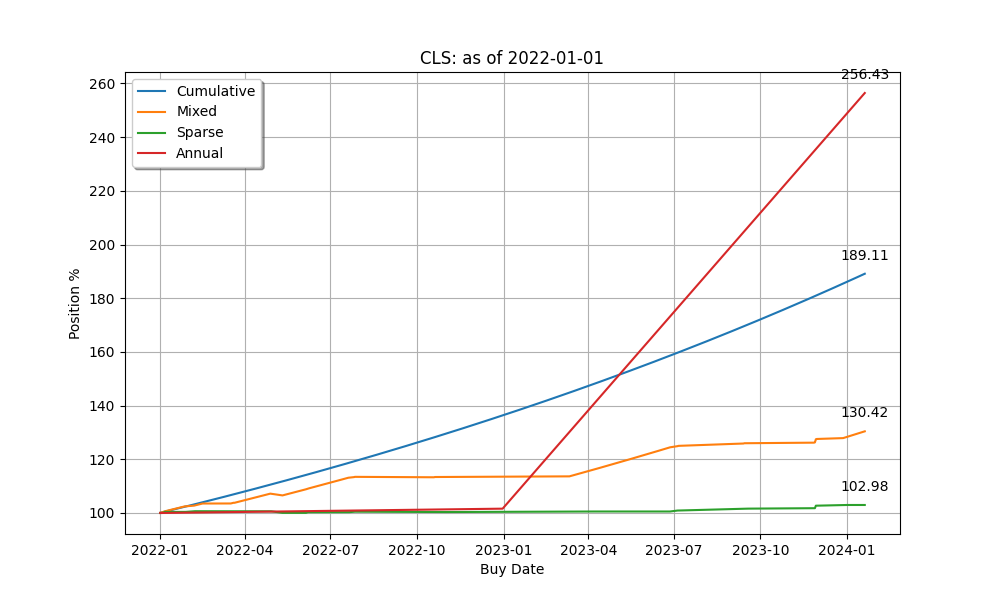 CLS: as of 2022-01-01
256.43
260
Cumulative
Mixed
Sparse
Annual
240
220
200
189.11
180
160
140
130.42
120
102.98
100
Position %
2022-01 2022-04 2022-07 2022-10 2023-01 2023-04 2023-07 2023-10 2024-01
Buy Date